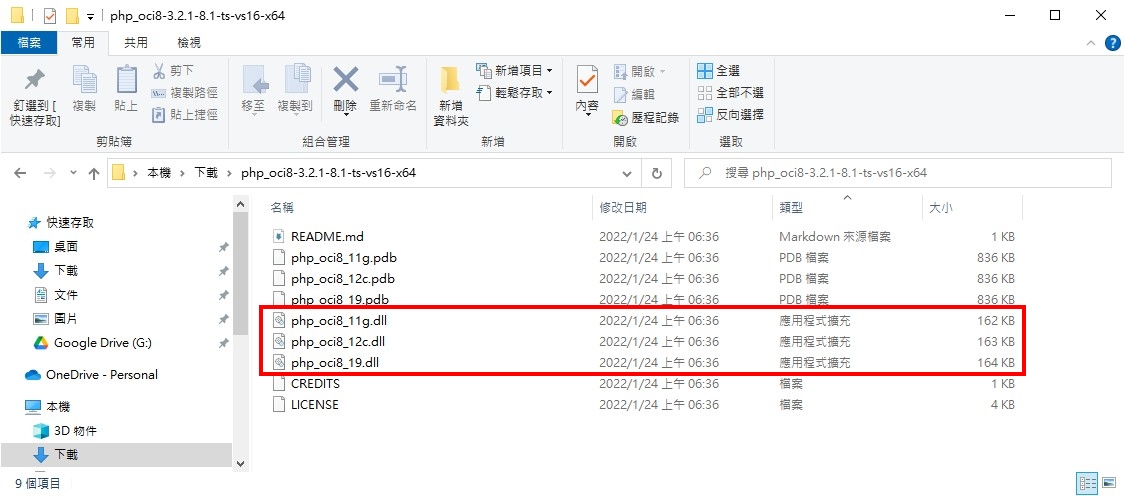 php_oci8-3.2.1-8.1-ts-vs16-x64
檔案 常用 共用 檢視
釘選到 [快速存取]
複製
貼上
剪下
複製路徑
貼上捷徑
剪貼簿
移至
複製到
刪除
重新命名
組合管理
新增資料夾
新增項目
輕鬆存取
新增
內容
開啟
編輯
歷程記錄
開啟
全選
全部不選
反向選擇
選取
本機 > 下載 > php_oci8-3.2.1-8.1-ts-vs16-x64
搜尋 php_oci8-3.2.1-8.1-ts-vs16-x64
快速存取
桌面
下載
文件
圖片
Google Drive (G:)
OneDrive - Personal
本機
3D 物件
下載
名稱 修改日期 類型 大小
README.md 2022/1/24 上午 06:36 Markdown 來源檔案 1 KB
php_oci8_11g.pdb 2022/1/24 上午 06:36 PDB 檔案 836 KB
php_oci8_12c.pdb 2022/1/24 上午 06:36 PDB 檔案 836 KB
php_oci8_19.pdb 2022/1/24 上午 06:36 PDB 檔案 836 KB
php_oci8_11g.dll 2022/1/24 上午 06:36 應用程式擴充 162 KB
php_oci8_12c.dll 2022/1/24 上午 06:36 應用程式擴充 163 KB
php_oci8_19.dll 2022/1/24 上午 06:36 應用程式擴充 164 KB
CREDITS 2022/1/24 上午 06:36 檔案 1 KB
LICENSE 2022/1/24 上午 06:36 檔案 4 KB
9 個項目